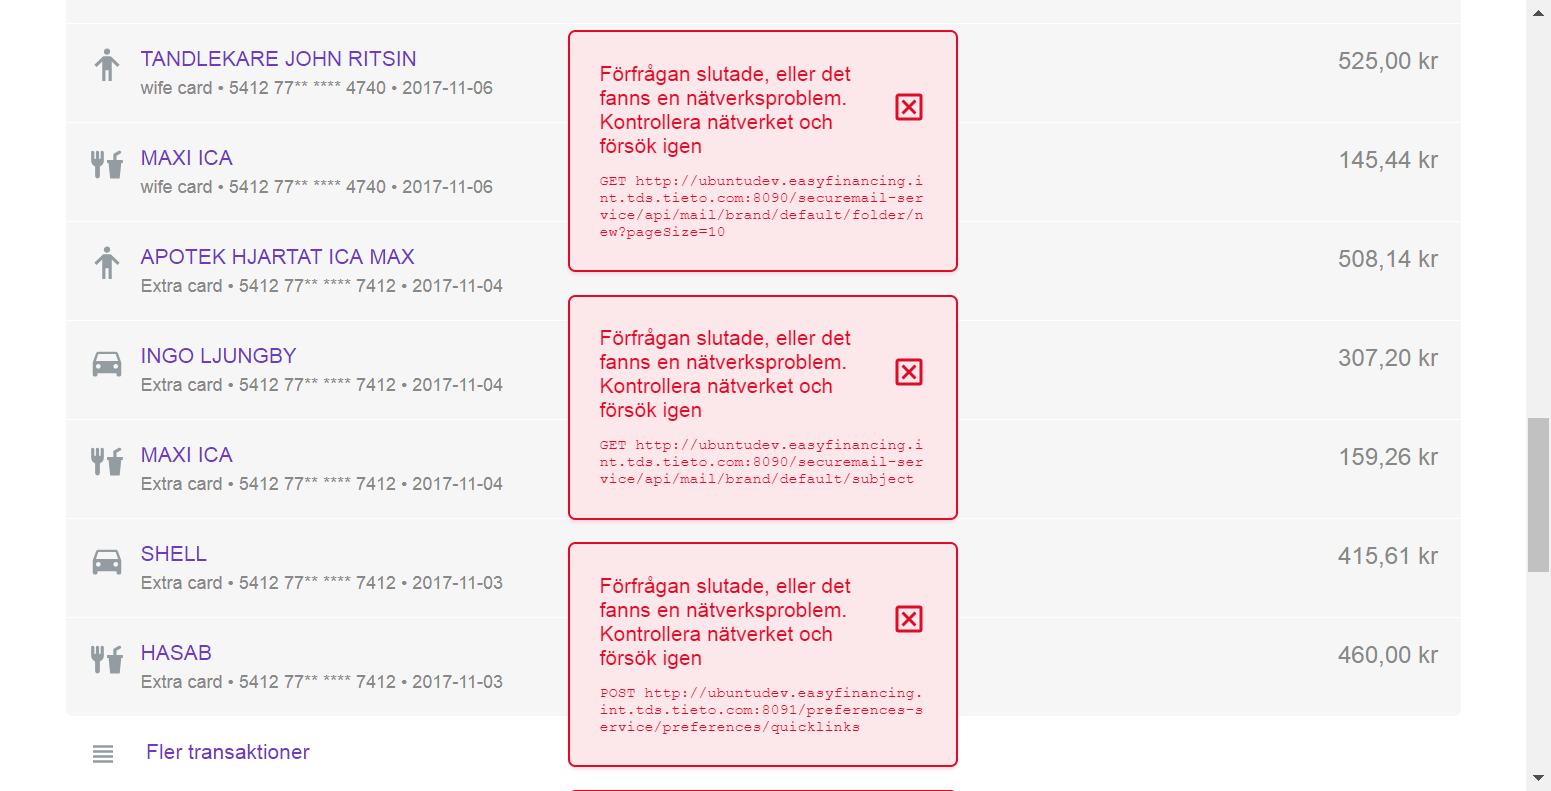 TANDLEKARE JOHN RITSIN
525,00 kr
wife card • 5412 77** **** 4740 • 2017-11-06
MAXI ICA
145,44 kr
wife card • 5412 77** **** 4740 • 2017-11-06
APOTEK HJARTAT ICA MAX
508,14 kr
Extra card • 5412 77** **** 7412 • 2017-11-04
INGO LJUNGBY
307,20 kr
Extra card • 5412 77** **** 7412 • 2017-11-04
MAXI ICA
159,26 kr
Extra card • 5412 77** **** 7412 • 2017-11-04
SHELL
415,61 kr
Extra card • 5412 77** **** 7412 • 2017-11-03
HASAB
460,00 kr
Extra card • 5412 77** **** 7412 • 2017-11-03
Fler transaktioner
Förfrågan slutade, eller det
fanns en nätverksproblem.
Kontrollera nätverket och
försök igen
GET http://ubuntudev.easyfinancing.i
nt.tds.tieto.com:8090/securemail-ser
vice/api/mail/brand/default/folder/n
ew?pageSize=10
Förfrågan slutade, eller det
fanns en nätverksproblem.
Kontrollera nätverket och
försök igen
GET http://ubuntudev.easyfinancing.i
nt.tds.tieto.com:8090/securemail-ser
vice/api/mail/brand/default/subject
Förfrågan slutade, eller det
fanns en nätverksproblem.
Kontrollera nätverket och
försök igen
POST http://ubuntudev.easyfinancing.
int.tds.tieto.com:8091/preferences-s
ervice/preferences/quicklinks